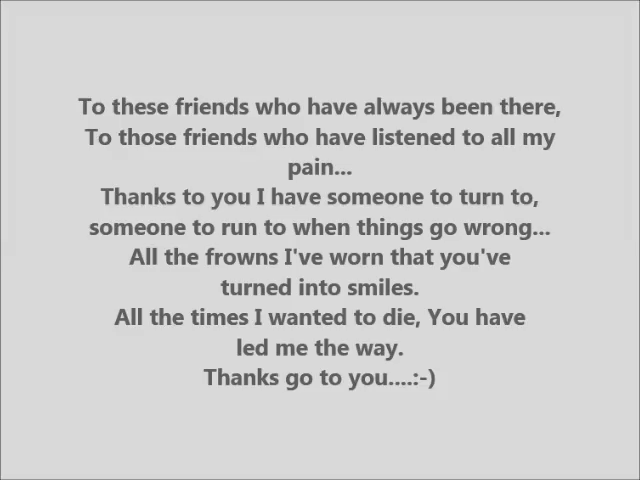 To these friends who have always been there,
To those friends who have listened to all my
pain...
Thanks to you I have someone to turn to,
someone to run to when things go wrong...
All the frowns I've worn that you've
turned into smiles.
All the times I wanted to die, You have
led me the way.
Thanks go to you....:-)